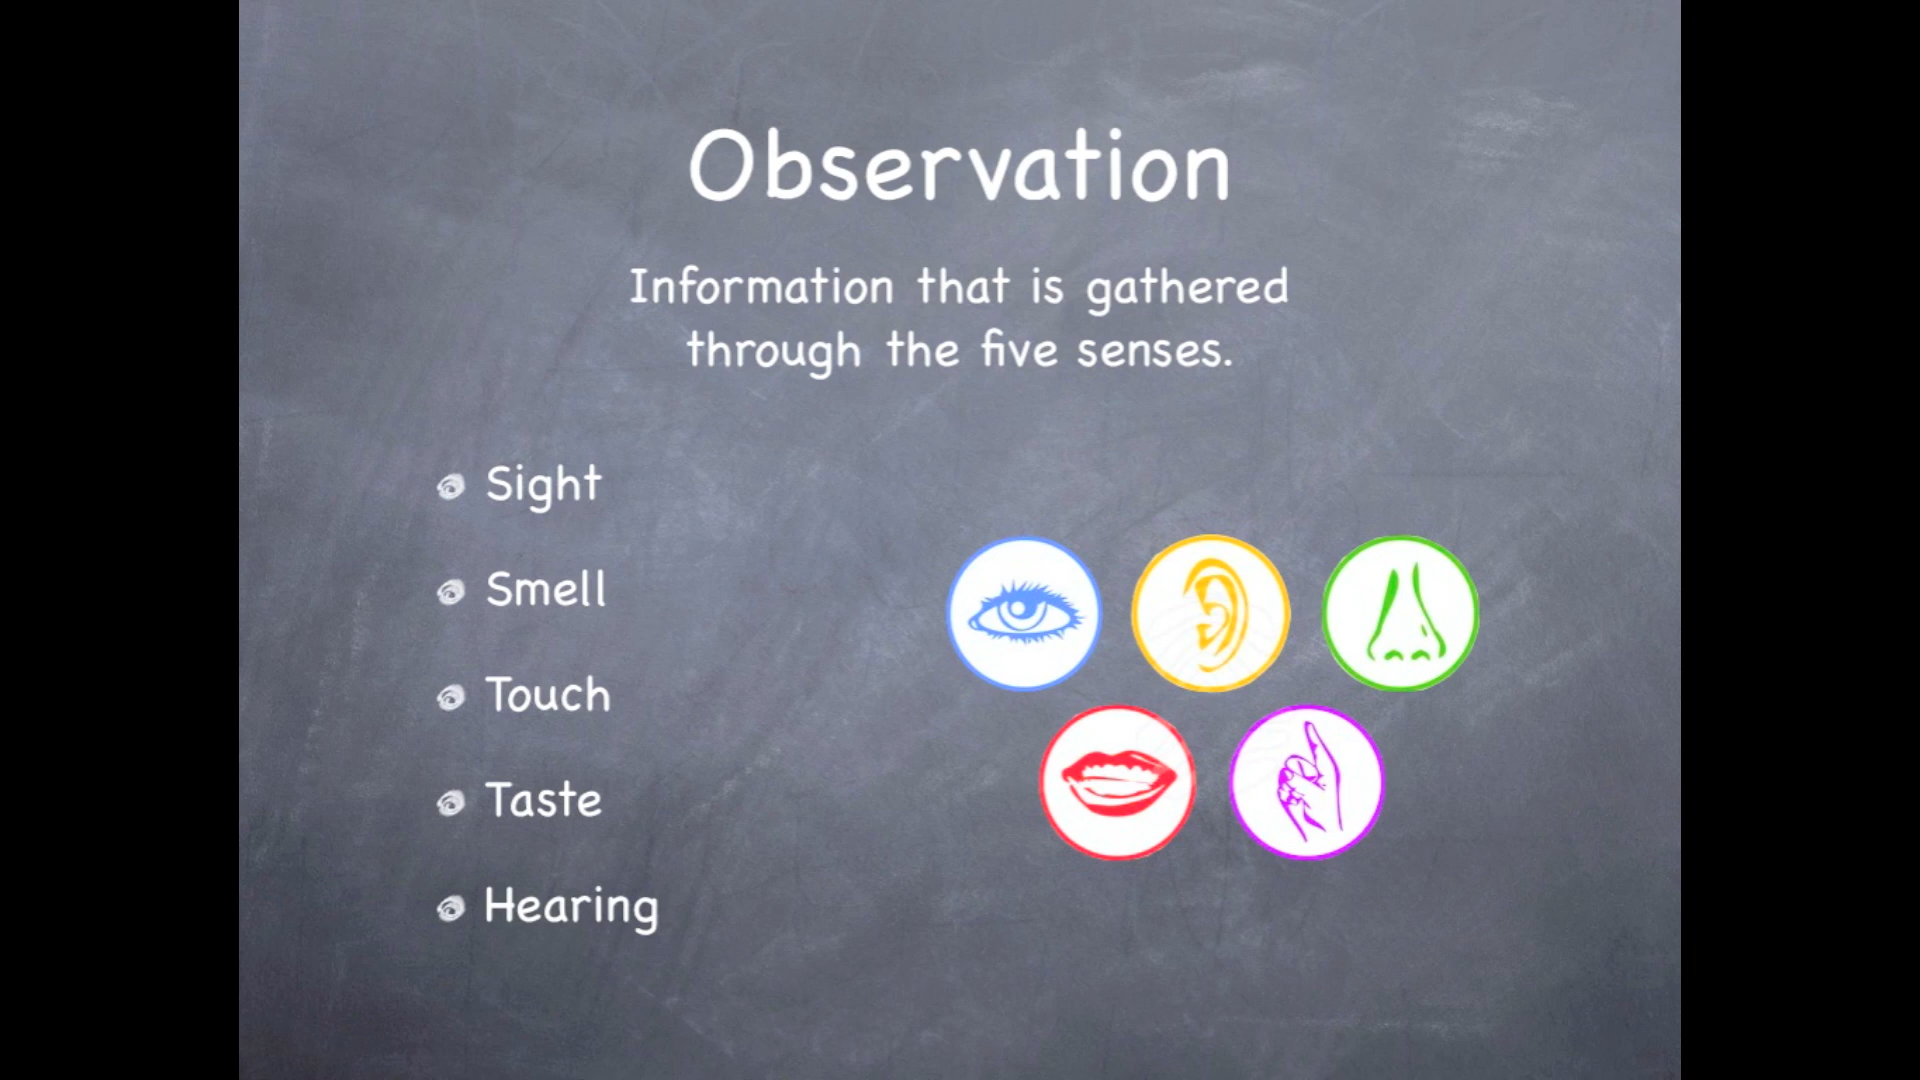 Observation
Information that is gathered
through the five senses.
Sight
Smell
Touch
Taste
Hearing